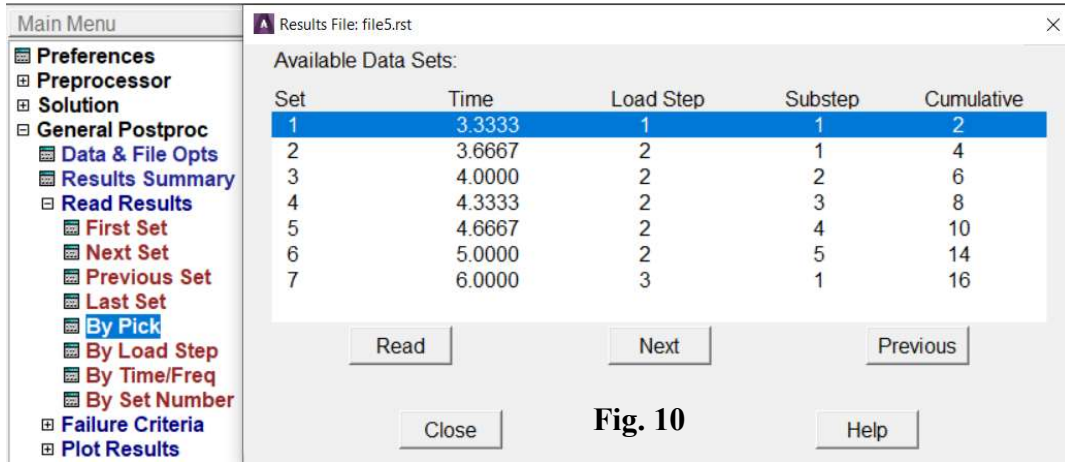 Main Menu
Preferences
Preprocessor
Solution
General Postproc
Data & File Opts
Results Summary
Read Results
First Set
Next Set
Previous Set
Last Set
By Pick
By Load Step
By Time/Freq
By Set Number
Failure Criteria
Plot Results
A Results File: file5.rst
Available Data Sets:
Set Time Load Step Substep Cumulative
1 3.3333 1 1 2
2 3.6667 2 1 4
3 4.0000 2 2 6
4 4.3333 2 3 8
5 4.6667 2 4 10
6 5.0000 2 5 14
7 6.0000 3 1 16
Read Next Previous
Close Fig. 10 Help